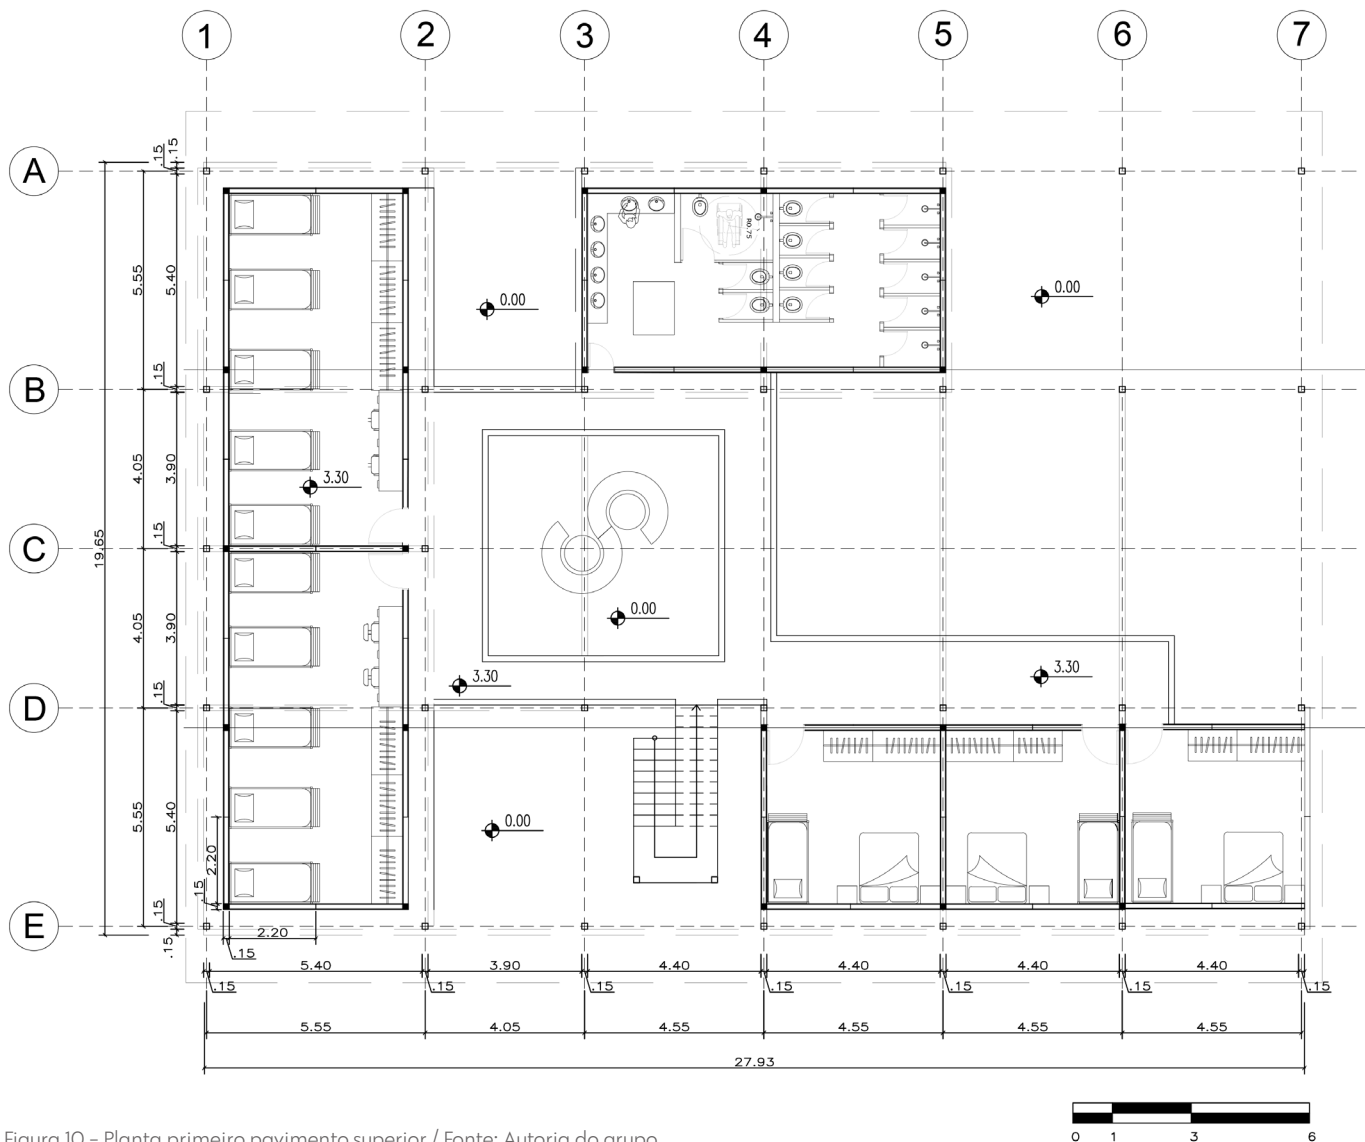 1 2 3 4 5 6 7
A
.15
.15
5.55
5.40
.15
R0.75
0.00
0.00
B
4.05
3.90
3.30
.15
C
19.65
4.05
3.90
0.00
3.30
3.30
.15
D
5.55
5.40
0.00
2.20
.15
.15
E
.15
2.20
.15
5.40 3.90 4.40 4.40 4.40 4.40
.15 .15 .15 .15 .15 .15 .15
5.55 4.05 4.55 4.55 4.55 4.55
27.93
0 1 3 6
Figura 10 – Planta primeiro pavimento superior / Fonte: Autoria do grupo